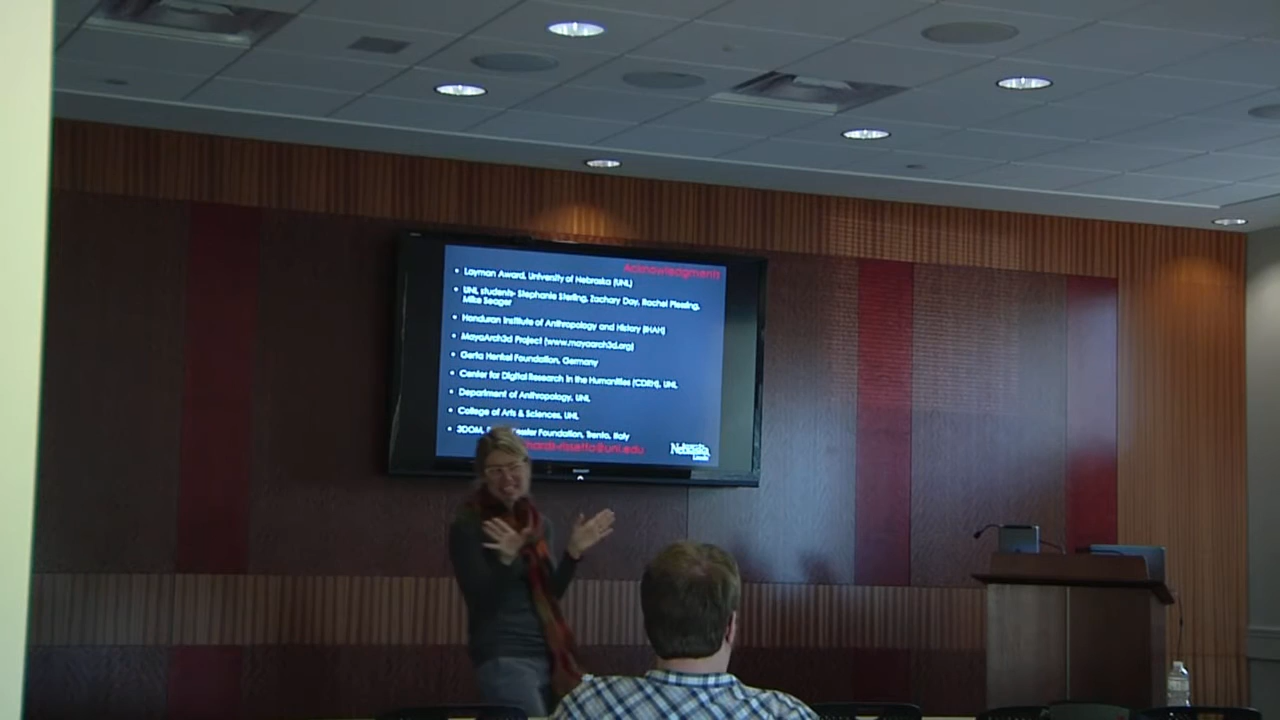 Acknowledgments
• Layman Award, University of Nebraska (UNL)
• UNL students- Stephanie Sterling, Zachary Day, Rachel Plessing,
Mike Seager
• Honduran Institute of Anthropology and History (IHAH)
• MayaArch3d Project (www.mayaarch3d.org)
• Gerta Henkel Foundation, Germany
• Center for Digital Research in the Humanities (CDRH), UNL
• Department of Anthropology, UNL
• College of Arts & Sciences, UNL
• 3DOM, Foundation, Trento, Italy
Nebraska
Lincoln